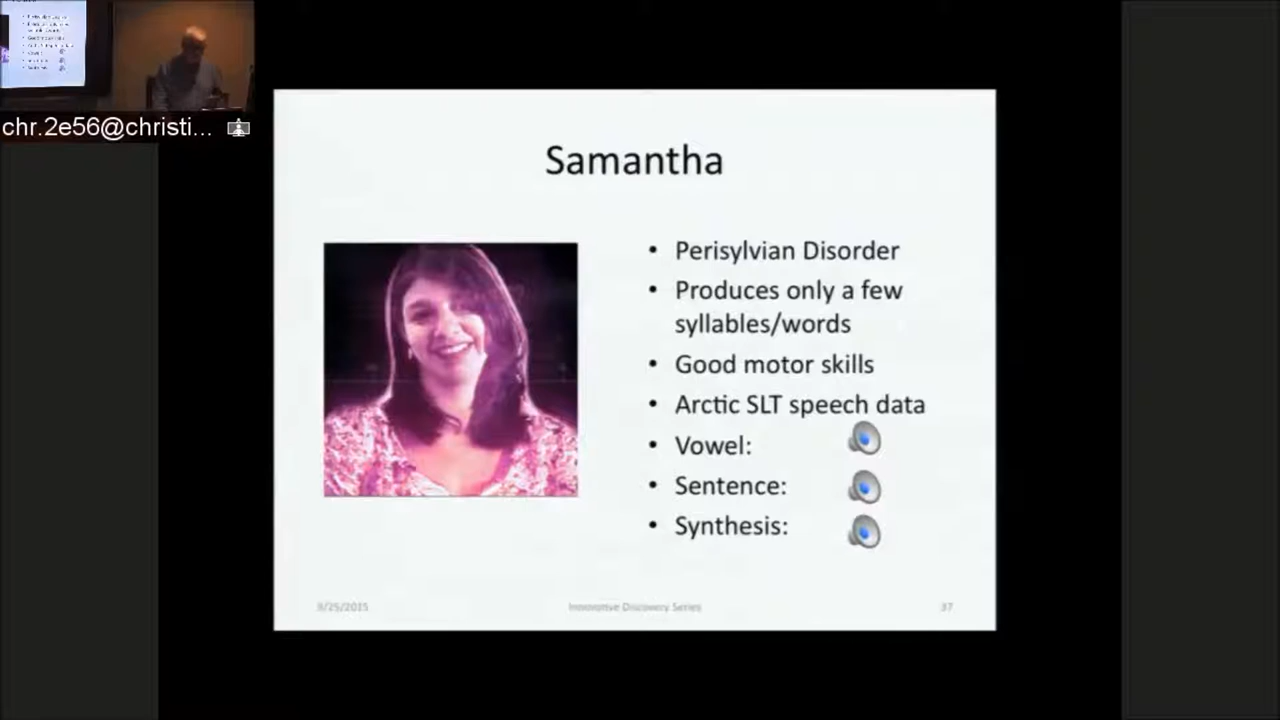 chr.2e56@christi...
Samantha
• Perisylvian Disorder
• Produces only a few
syllables/words
• Good motor skills
• Arctic SLT speech data
• Vowel:
• Sentence:
• Synthesis:
9/25/2015
Innovative Discovery Series
37